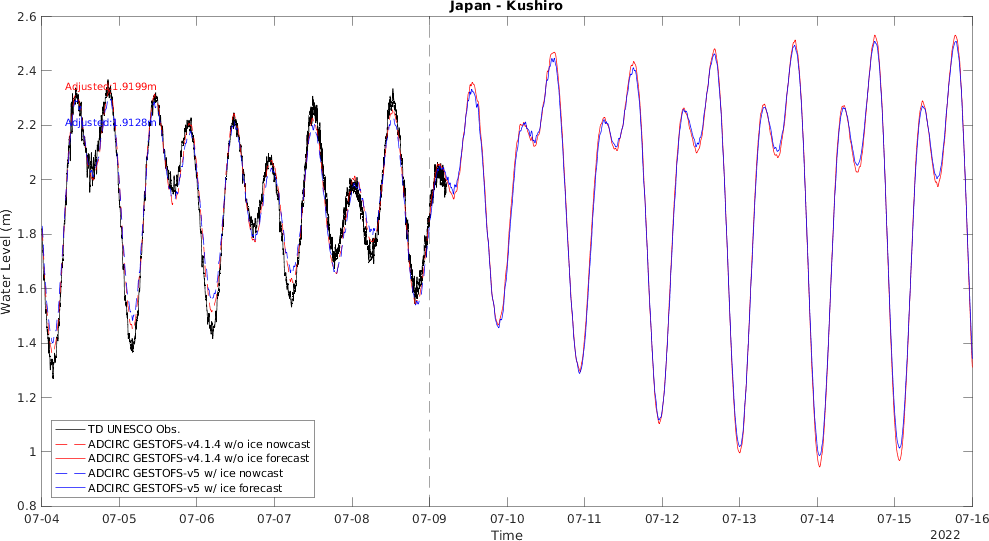 Japan - Kushiro
2.6
2.4
2.2
2
1.8
1.6
1.4
1.2
1
0.8
Water Level (m)
Adjusted:1.9199m
Adjusted:1.9128m
TD UNESCO Obs.
ADCIRC GESTOFS-v4.1.4 w/o ice nowcast
ADCIRC GESTOFS-v4.1.4 w/o ice forecast
ADCIRC GESTOFS-v5 w/ ice nowcast
ADCIRC GESTOFS-v5 w/ ice forecast
07-04 07-05 07-06 07-07 07-08 07-09 07-10 07-11 07-12 07-13 07-14 07-15 07-16
Time
2022